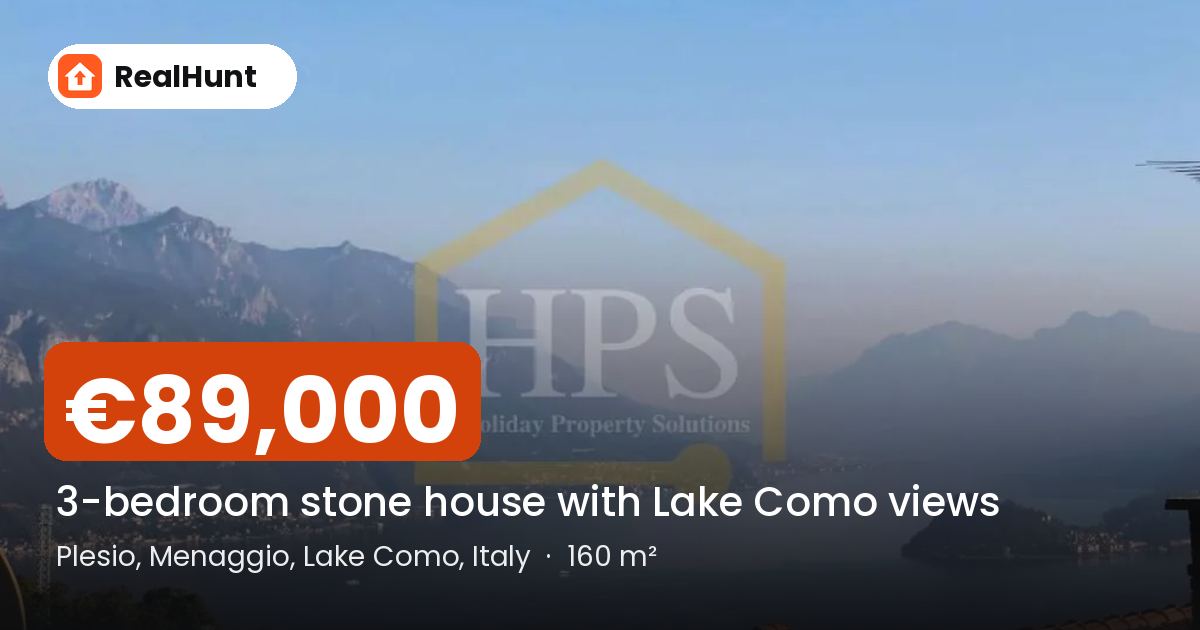 RealHunt
HPS
oliday Property Solutions
€89,000
3-bedroom stone house with Lake Como views
Plesio, Menaggio, Lake Como, Italy · 160 m²